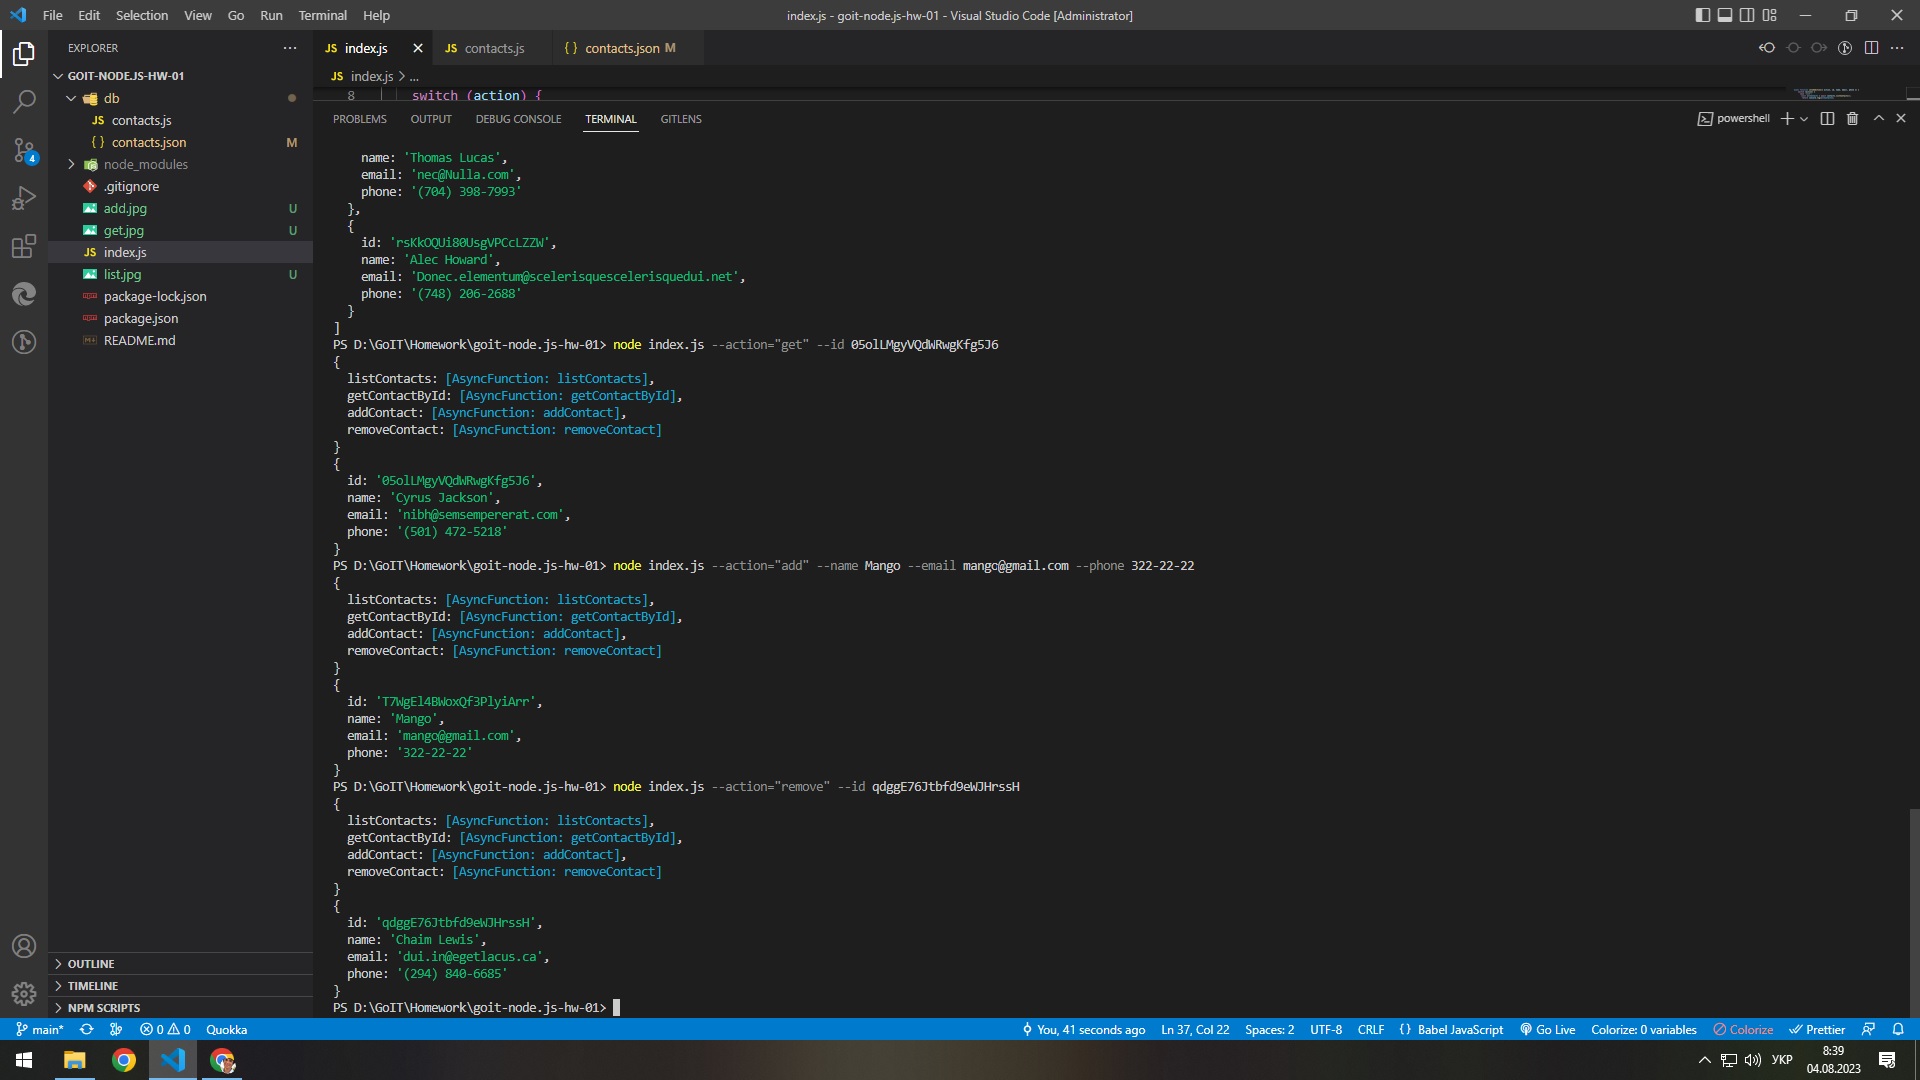 File Edit Selection View Go Run Terminal Help
index.js - goit-node.js-hw-01 - Visual Studio Code [Administrator]
EXPLORER
GOIT-NODE.JS-HW-01
db
contacts.js
contacts.json M
node_modules
.gitignore
add.jpg U
get.jpg U
index.js
list.jpg U
package-lock.json
package.json
README.md
OUTLINE
TIMELINE
NPM SCRIPTS
4
JS index.js
JS contacts.js
{ } contacts.json M
JS index.js > ...
8 switch (action) {
PROBLEMS OUTPUT DEBUG CONSOLE TERMINAL GITLENS
powershell
name: 'Thomas Lucas',
email: 'nec@Nulla.com',
phone: '(704) 398-7993'
},
{
id: 'rsKkOQUi80UsgVPCcLZZW',
name: 'Alec Howard',
email: 'Donec.elementum@scelerisquescelerisquedui.net',
phone: '(748) 206-2688'
}
]
PS D:\GoIT\Homework\goit-node.js-hw-01> node index.js --action="get" --id 05olLMgyVQdWRwgKfg5J6
{
listContacts: [AsyncFunction: listContacts],
getContactById: [AsyncFunction: getContactById],
addContact: [AsyncFunction: addContact],
removeContact: [AsyncFunction: removeContact]
}
{
id: '05olLMgyVQdWRwgKfg5J6',
name: 'Cyrus Jackson',
email: 'nibh@semsempererat.com',
phone: '(501) 472-5218'
}
PS D:\GoIT\Homework\goit-node.js-hw-01> node index.js --action="add" --name Mango --email mango@gmail.com --phone 322-22-22
{
listContacts: [AsyncFunction: listContacts],
getContactById: [AsyncFunction: getContactById],
addContact: [AsyncFunction: addContact],
removeContact: [AsyncFunction: removeContact]
}
{
id: 'T7WgEl4BWoxQf3PlyiArr',
name: 'Mango',
email: 'mango@gmail.com',
phone: '322-22-22'
}
PS D:\GoIT\Homework\goit-node.js-hw-01> node index.js --action="remove" --id qdggE76Jtbfd9eWJHrssH
{
listContacts: [AsyncFunction: listContacts],
getContactById: [AsyncFunction: getContactById],
addContact: [AsyncFunction: addContact],
removeContact: [AsyncFunction: removeContact]
}
{
id: 'qdggE76Jtbfd9eWJHrssH',
name: 'Chaim Lewis',
email: 'dui.in@egetlacus.ca',
phone: '(294) 840-6685'
}
PS D:\GoIT\Homework\goit-node.js-hw-01>
main* 0 0 Quokka
You, 41 seconds ago Ln 37, Col 22 Spaces: 2 UTF-8 CRLF { } Babel JavaScript Go Live Colorize: 0 variables Colorize Prettier
УКР 8:39
04.08.2023